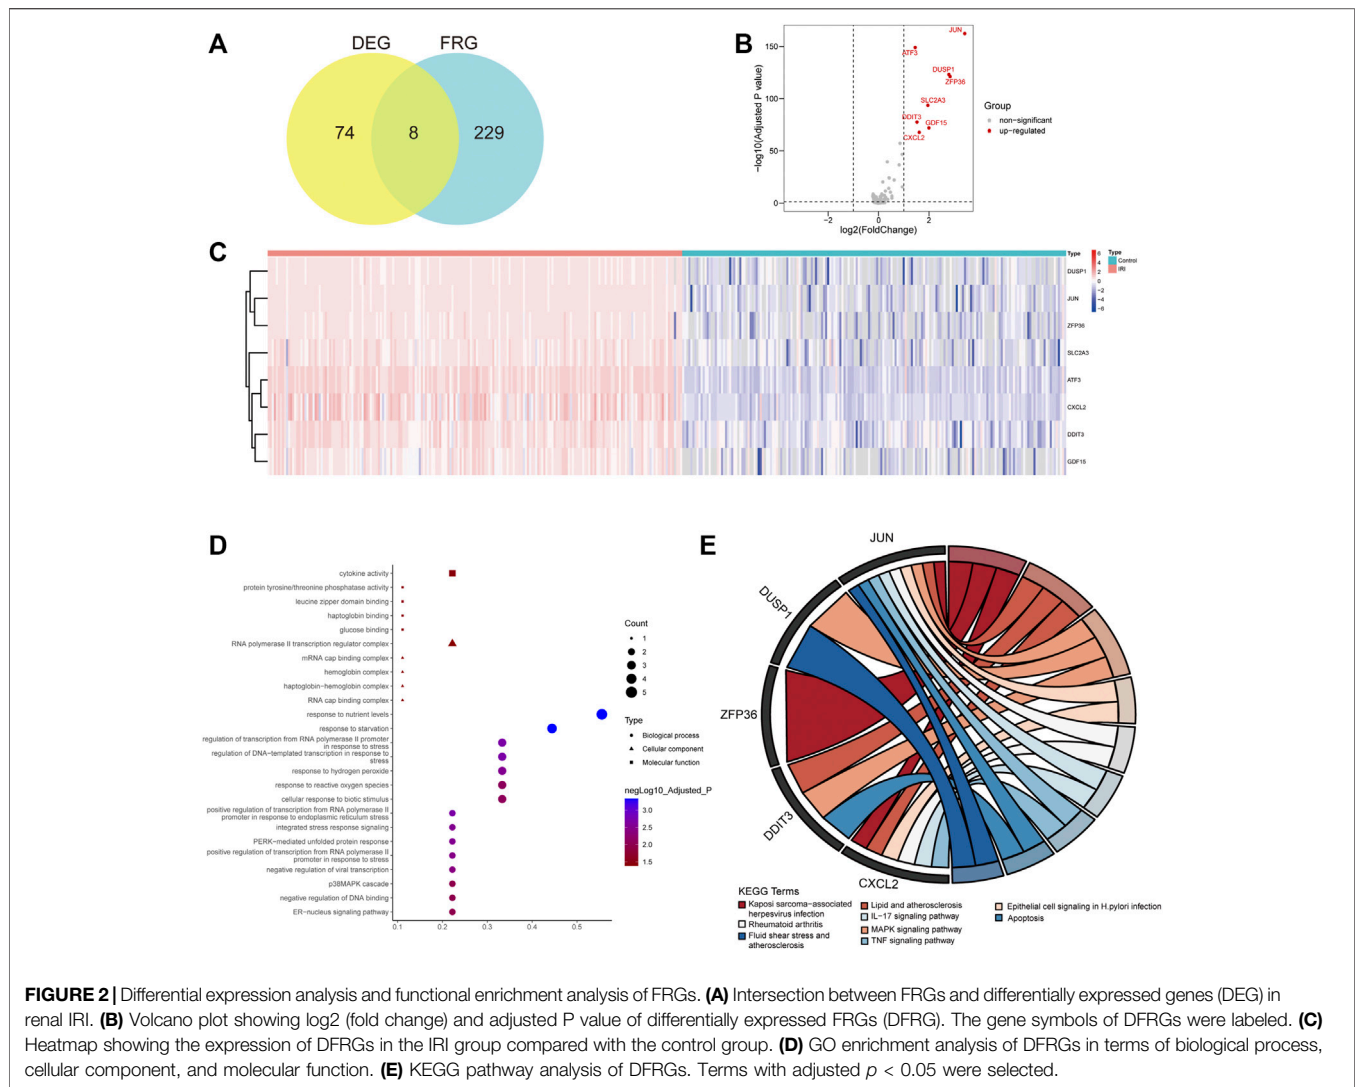 A
DEG
FRG
74
8
229
B
150
100
50
0
−2
0
2
−log10(Adjusted P value)
log2(FoldChange)
JUN
ATF3
DUSP1
ZFP36
SLC2A3
DDIT3
GDF15
CXCL2
Group
non−significant
up−regulated
C
Type
DUSP1
JUN
ZFP36
SLC2A3
ATF3
CXCL2
DDIT3
GDF15
6
4
2
0
−2
−4
−6
Type
Control
IRI
D
cytokine activity
protein tyrosine/threonine phosphatase activity
leucine zipper domain binding
haptoglobin binding
glucose binding
RNA polymerase II transcription regulator complex
mRNA cap binding complex
hemoglobin complex
haptoglobin−hemoglobin complex
RNA cap binding complex
response to nutrient levels
response to starvation
regulation of transcription from RNA polymerase II promoter
in response to stress
regulation of DNA−templated transcription in response to
stress
response to hydrogen peroxide
response to reactive oxygen species
cellular response to biotic stimulus
positive regulation of transcription from RNA polymerase II
promoter in response to endoplasmic reticulum stress
integrated stress response signaling
PERK−mediated unfolded protein response
positive regulation of transcription from RNA polymerase II
promoter in response to stress
negative regulation of viral transcription
p38MAPK cascade
negative regulation of DNA binding
ER−nucleus signaling pathway
0.1
0.2
0.3
0.4
0.5
Count
1
2
3
4
5
Type
Biological process
Cellular component
Molecular function
negLog10_Adjusted_P
3.0
2.5
2.0
1.5
E
JUN
DUSP1
ZFP36
DDIT3
CXCL2
KEGG Terms
Kaposi sarcoma−associated
herpesvirus infection
Rheumatoid arthritis
Fluid shear stress and
atherosclerosis
Lipid and atherosclerosis
IL−17 signaling pathway
MAPK signaling pathway
TNF signaling pathway
Epithelial cell signaling in H.pylori infection
Apoptosis
FIGURE 2 | Differential expression analysis and functional enrichment analysis of FRGs. (A) Intersection between FRGs and differentially expressed genes (DEG) in
renal IRI. (B) Volcano plot showing log2 (fold change) and adjusted P value of differentially expressed FRGs (DFRG). The gene symbols of DFRGs were labeled. (C)
Heatmap showing the expression of DFRGs in the IRI group compared with the control group. (D) GO enrichment analysis of DFRGs in terms of biological process,
cellular component, and molecular function. (E) KEGG pathway analysis of DFRGs. Terms with adjusted p < 0.05 were selected.